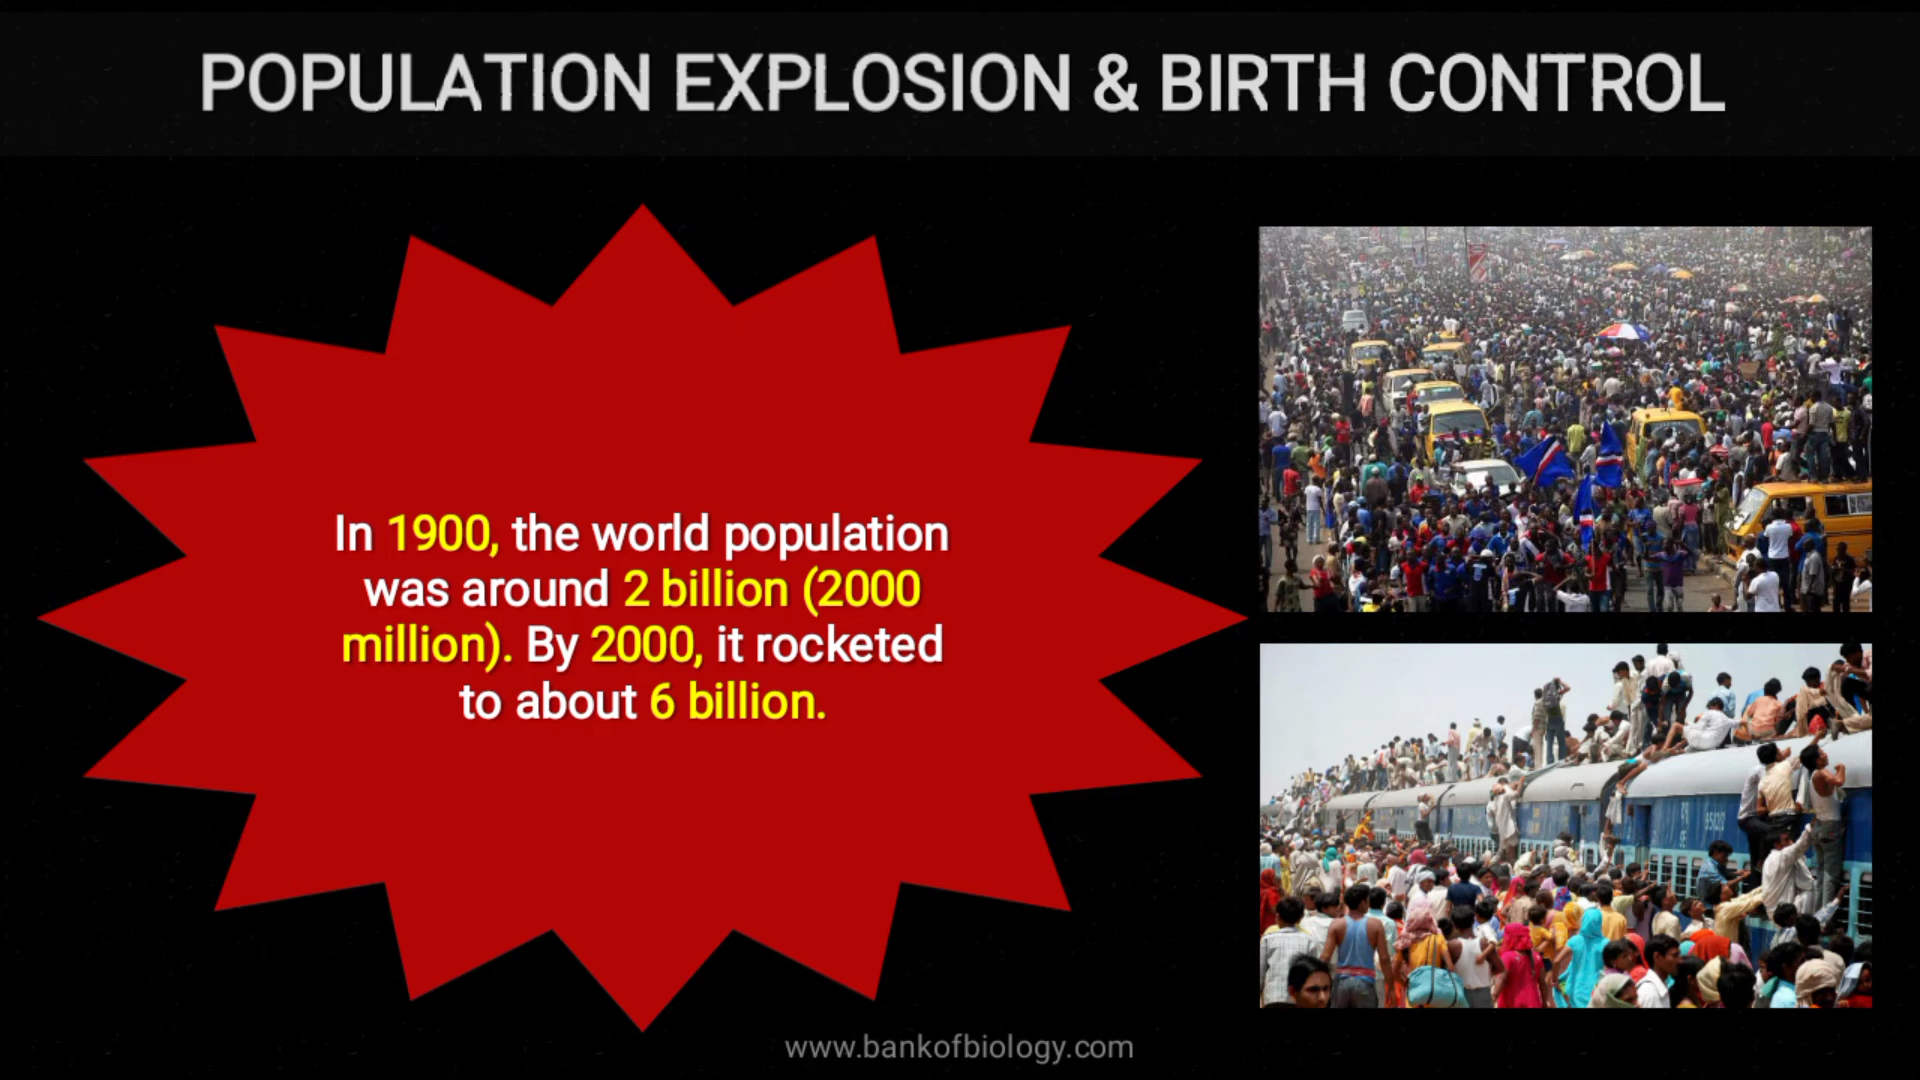 POPULATION EXPLOSION & BIRTH CONTROL
In 1900, the world population
was around 2 billion (2000
million). By 2000, it rocketed
to about 6 billion.
www.bankofbiology.com